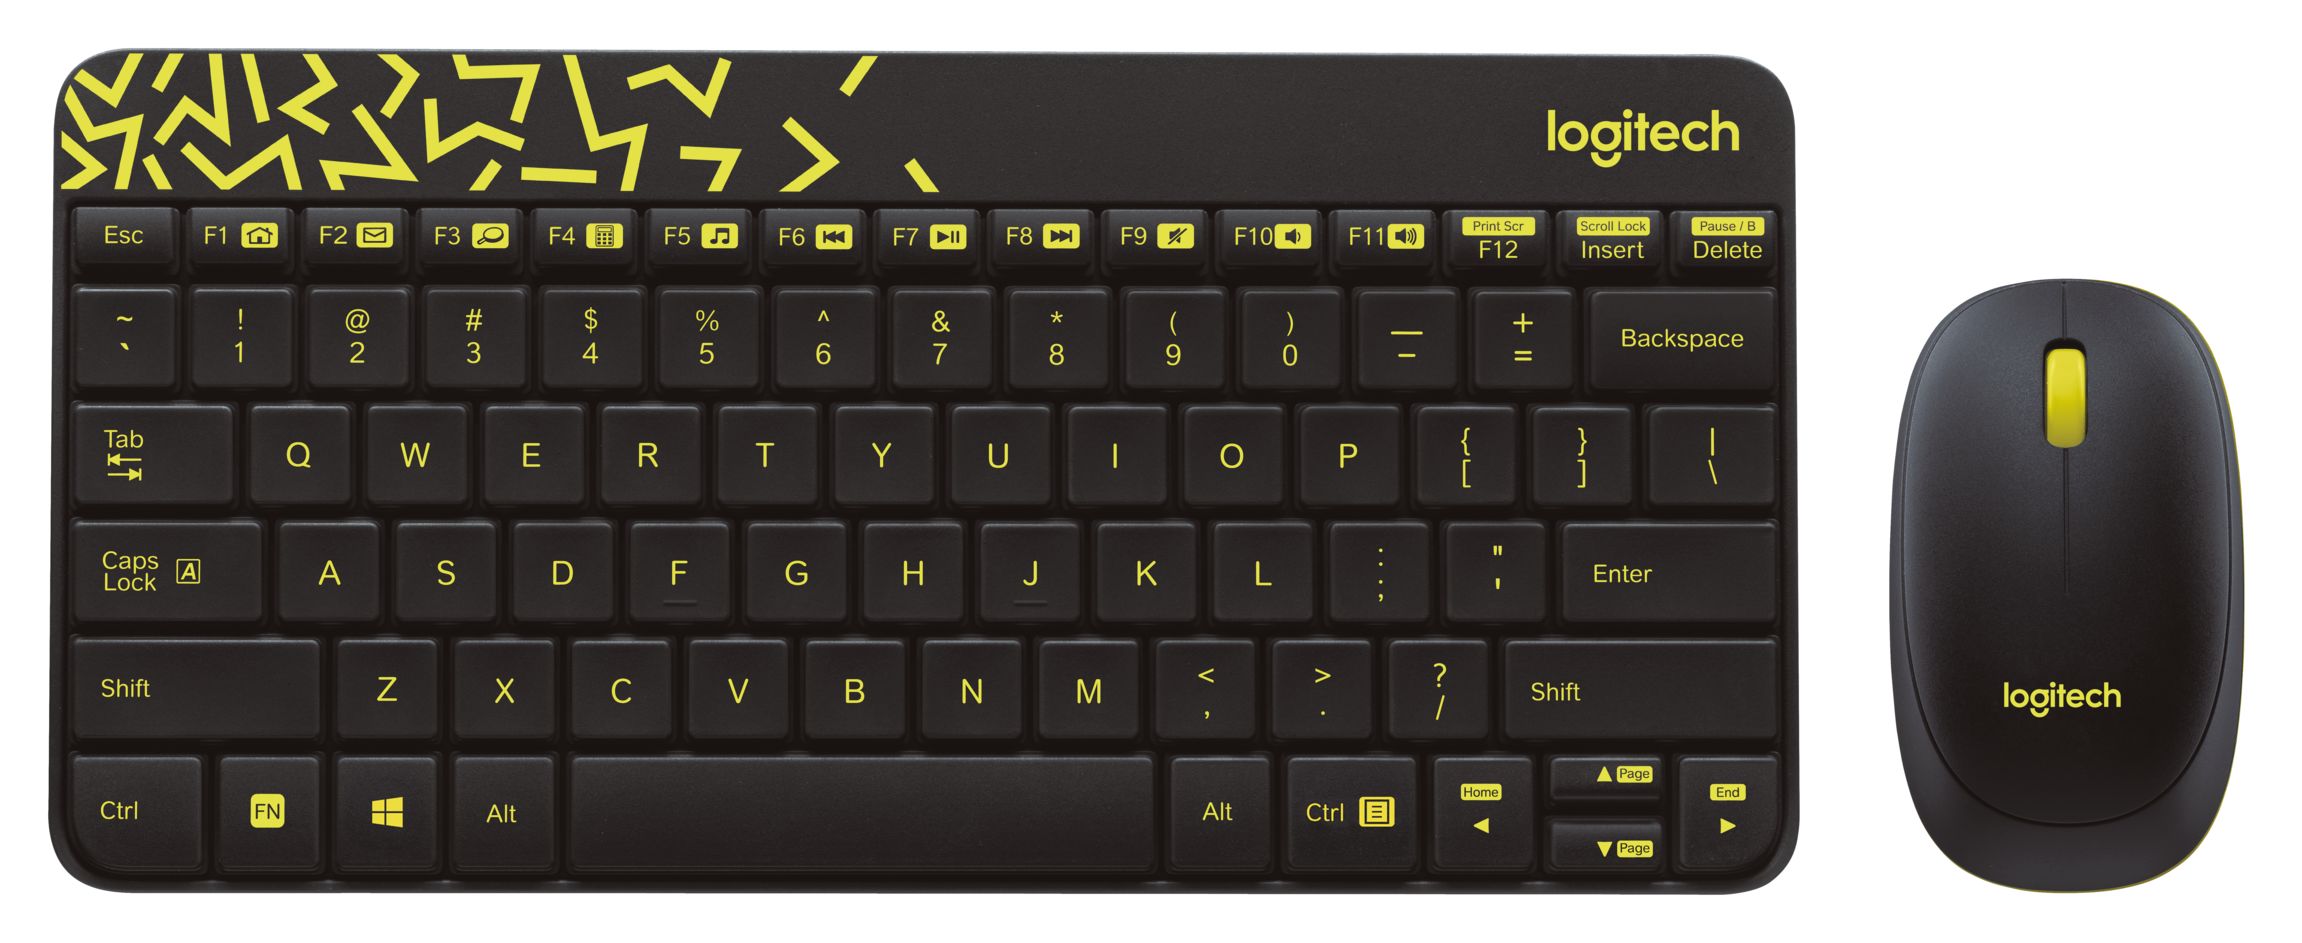 logitech
Esc F1 F2 F3 F4 F5 F6 F7 F8 F9 F10 F11 Print Scr F12 Scroll Lock Insert Pause / B Delete
~ ! @ # $ % ^ & * ( ) — +
` 1 2 3 4 5 6 7 8 9 0 - = Backspace
Tab Q W E R T Y U I O P { [ } ] | \
Caps Lock A A S D F G H J K L : ; " ' Enter
Shift Z X C V B N M < , > . ? / Shift
Ctrl FN Alt Alt Ctrl Home ◄ ▲ Page ▼ Page End ►
logitech